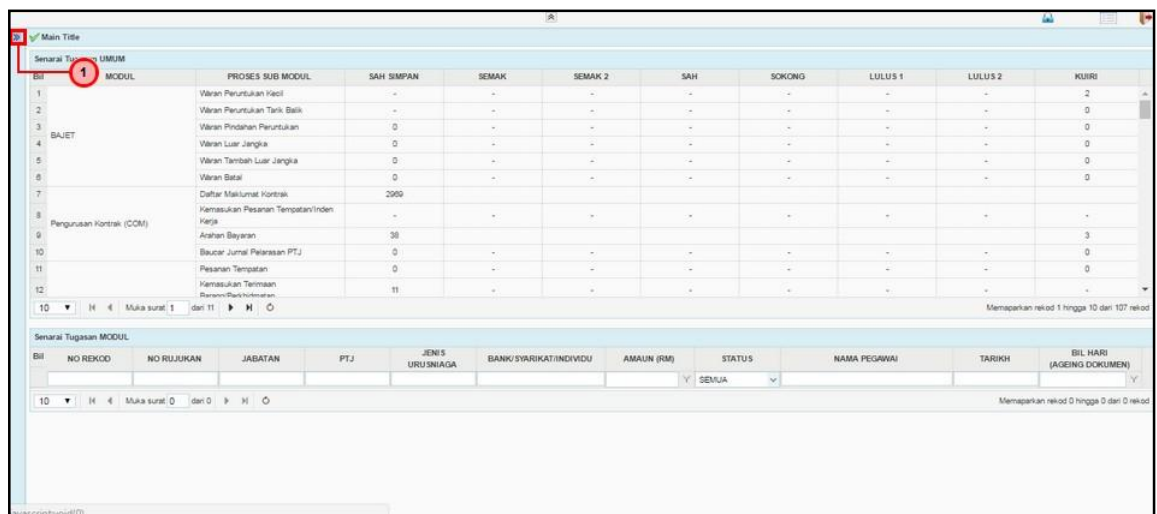 Main Title
Senarai Tugasan UMUM
1
Bil MODUL PROSES SUB MODUL SAH SIMPAN SEMAK SEMAK 2 SAH SOKONG LULUS 1 LULUS 2 KUIRI
1 Waran Peruntukan Kecil - - - - - - - 2
2 Waran Peruntukan Tarik Balik - - - - - - - 0
3 Waran Pindahan Peruntukan 0 - - - - - - 0
BAJET
4 Waran Luar Jangka 0 - - - - - - 0
5 Waran Tambah Luar Jangka 0 - - - - - - 0
6 Waran Batal 0 - - - - - - 0
7 Daftar Maklumat Kontrak 2969
8 Kemasukan Pesanan Tempatan/Inden
Kerja - - - - - - - -
Pengurusan Kontrak (COM)
9 Arahan Bayaran 38 3
10 Baucar Jurnal Pelarasan PTJ 0 - - - - - - 0
11 Pesanan Tempatan 0 - - - - - - 0
12 Kemasukan Terimaan
Barang/Perkhidmatan 11 - - - - - - -
10 Muka surat 1 dari 11 Memaparkan rekod 1 hingga 10 dari 107 rekod
Senarai Tugasan MODUL
Bil NO REKOD NO RUJUKAN JABATAN PTJ JENIS
URUSNIAGA BANK/SYARIKAT/INDIVIDU AMAUN (RM) STATUS NAMA PEGAWAI TARIKH BIL HARI
(AGEING DOKUMEN)
SEMUA
10 Muka surat 0 dari 0 Memaparkan rekod 0 hingga 0 dari 0 rekod